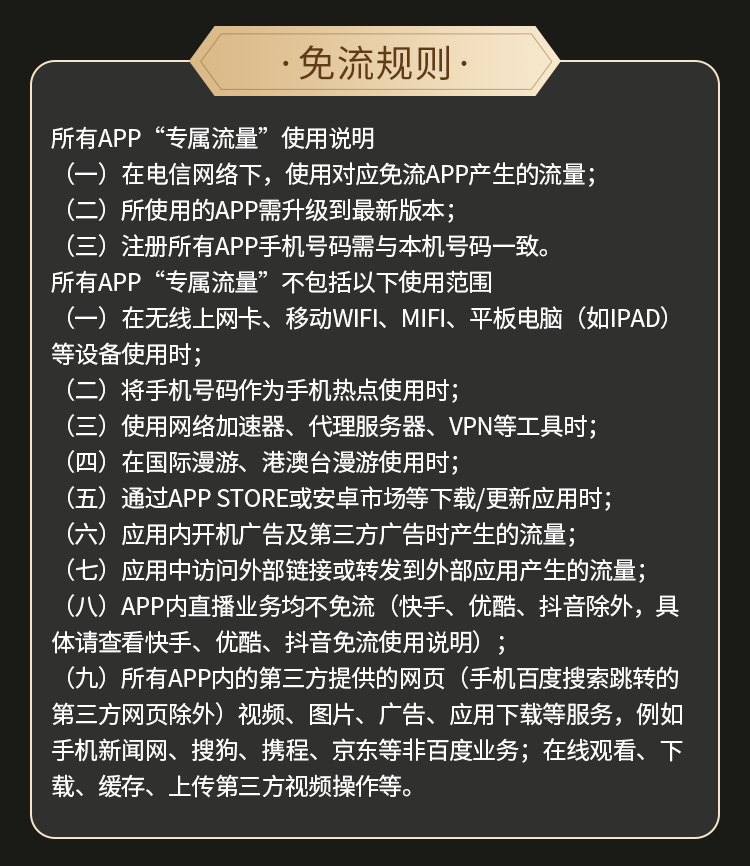 ·免流规则·
所有APP“专属流量”使用说明
（一）在电信网络下，使用对应免流APP产生的流量；
（二）所使用的APP需升级到最新版本；
（三）注册所有APP手机号码需与本机号码一致。
所有APP“专属流量”不包括以下使用范围
（一）在无线上网卡、移动WIFI、MIFI、平板电脑（如IPAD）
等设备使用时；
（二）将手机号码作为手机热点使用时；
（三）使用网络加速器、代理服务器、VPN等工具时；
（四）在国际漫游、港澳台漫游使用时；
（五）通过APP STORE或安卓市场等下载/更新应用时；
（六）应用内开机广告及第三方广告时产生的流量；
（七）应用中访问外部链接或转发到外部应用产生的流量；
（八）APP内直播业务均不免流（快手、优酷、抖音除外，具
体请查看快手、优酷、抖音免流使用说明）；
（九）所有APP内的第三方提供的网页（手机百度搜索跳转的
第三方网页除外）视频、图片、广告、应用下载等服务，例如
手机新闻网、搜狗、携程、京东等非百度业务；在线观看、下
载、缓存、上传第三方视频操作等。